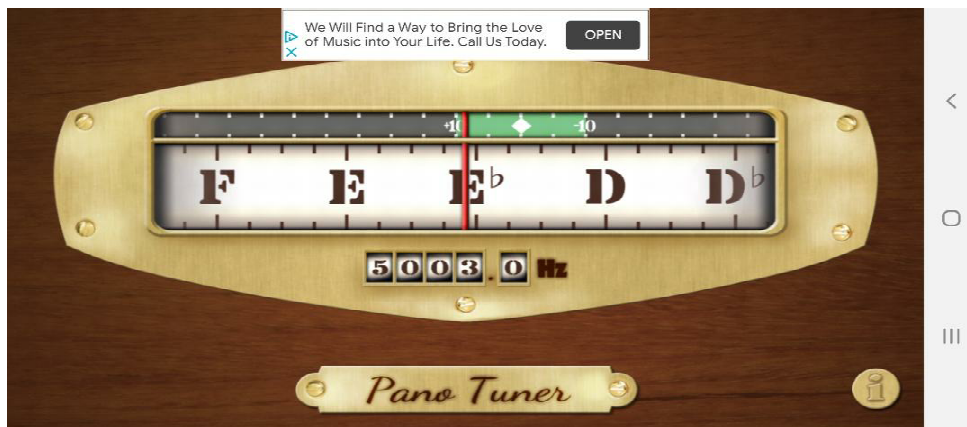 We Will Find a Way to Bring the Love
of Music into Your Life. Call Us Today.
OPEN
+10 -10
F E E♭ D D♭
5003.0 Hz
Pano Tuner
i